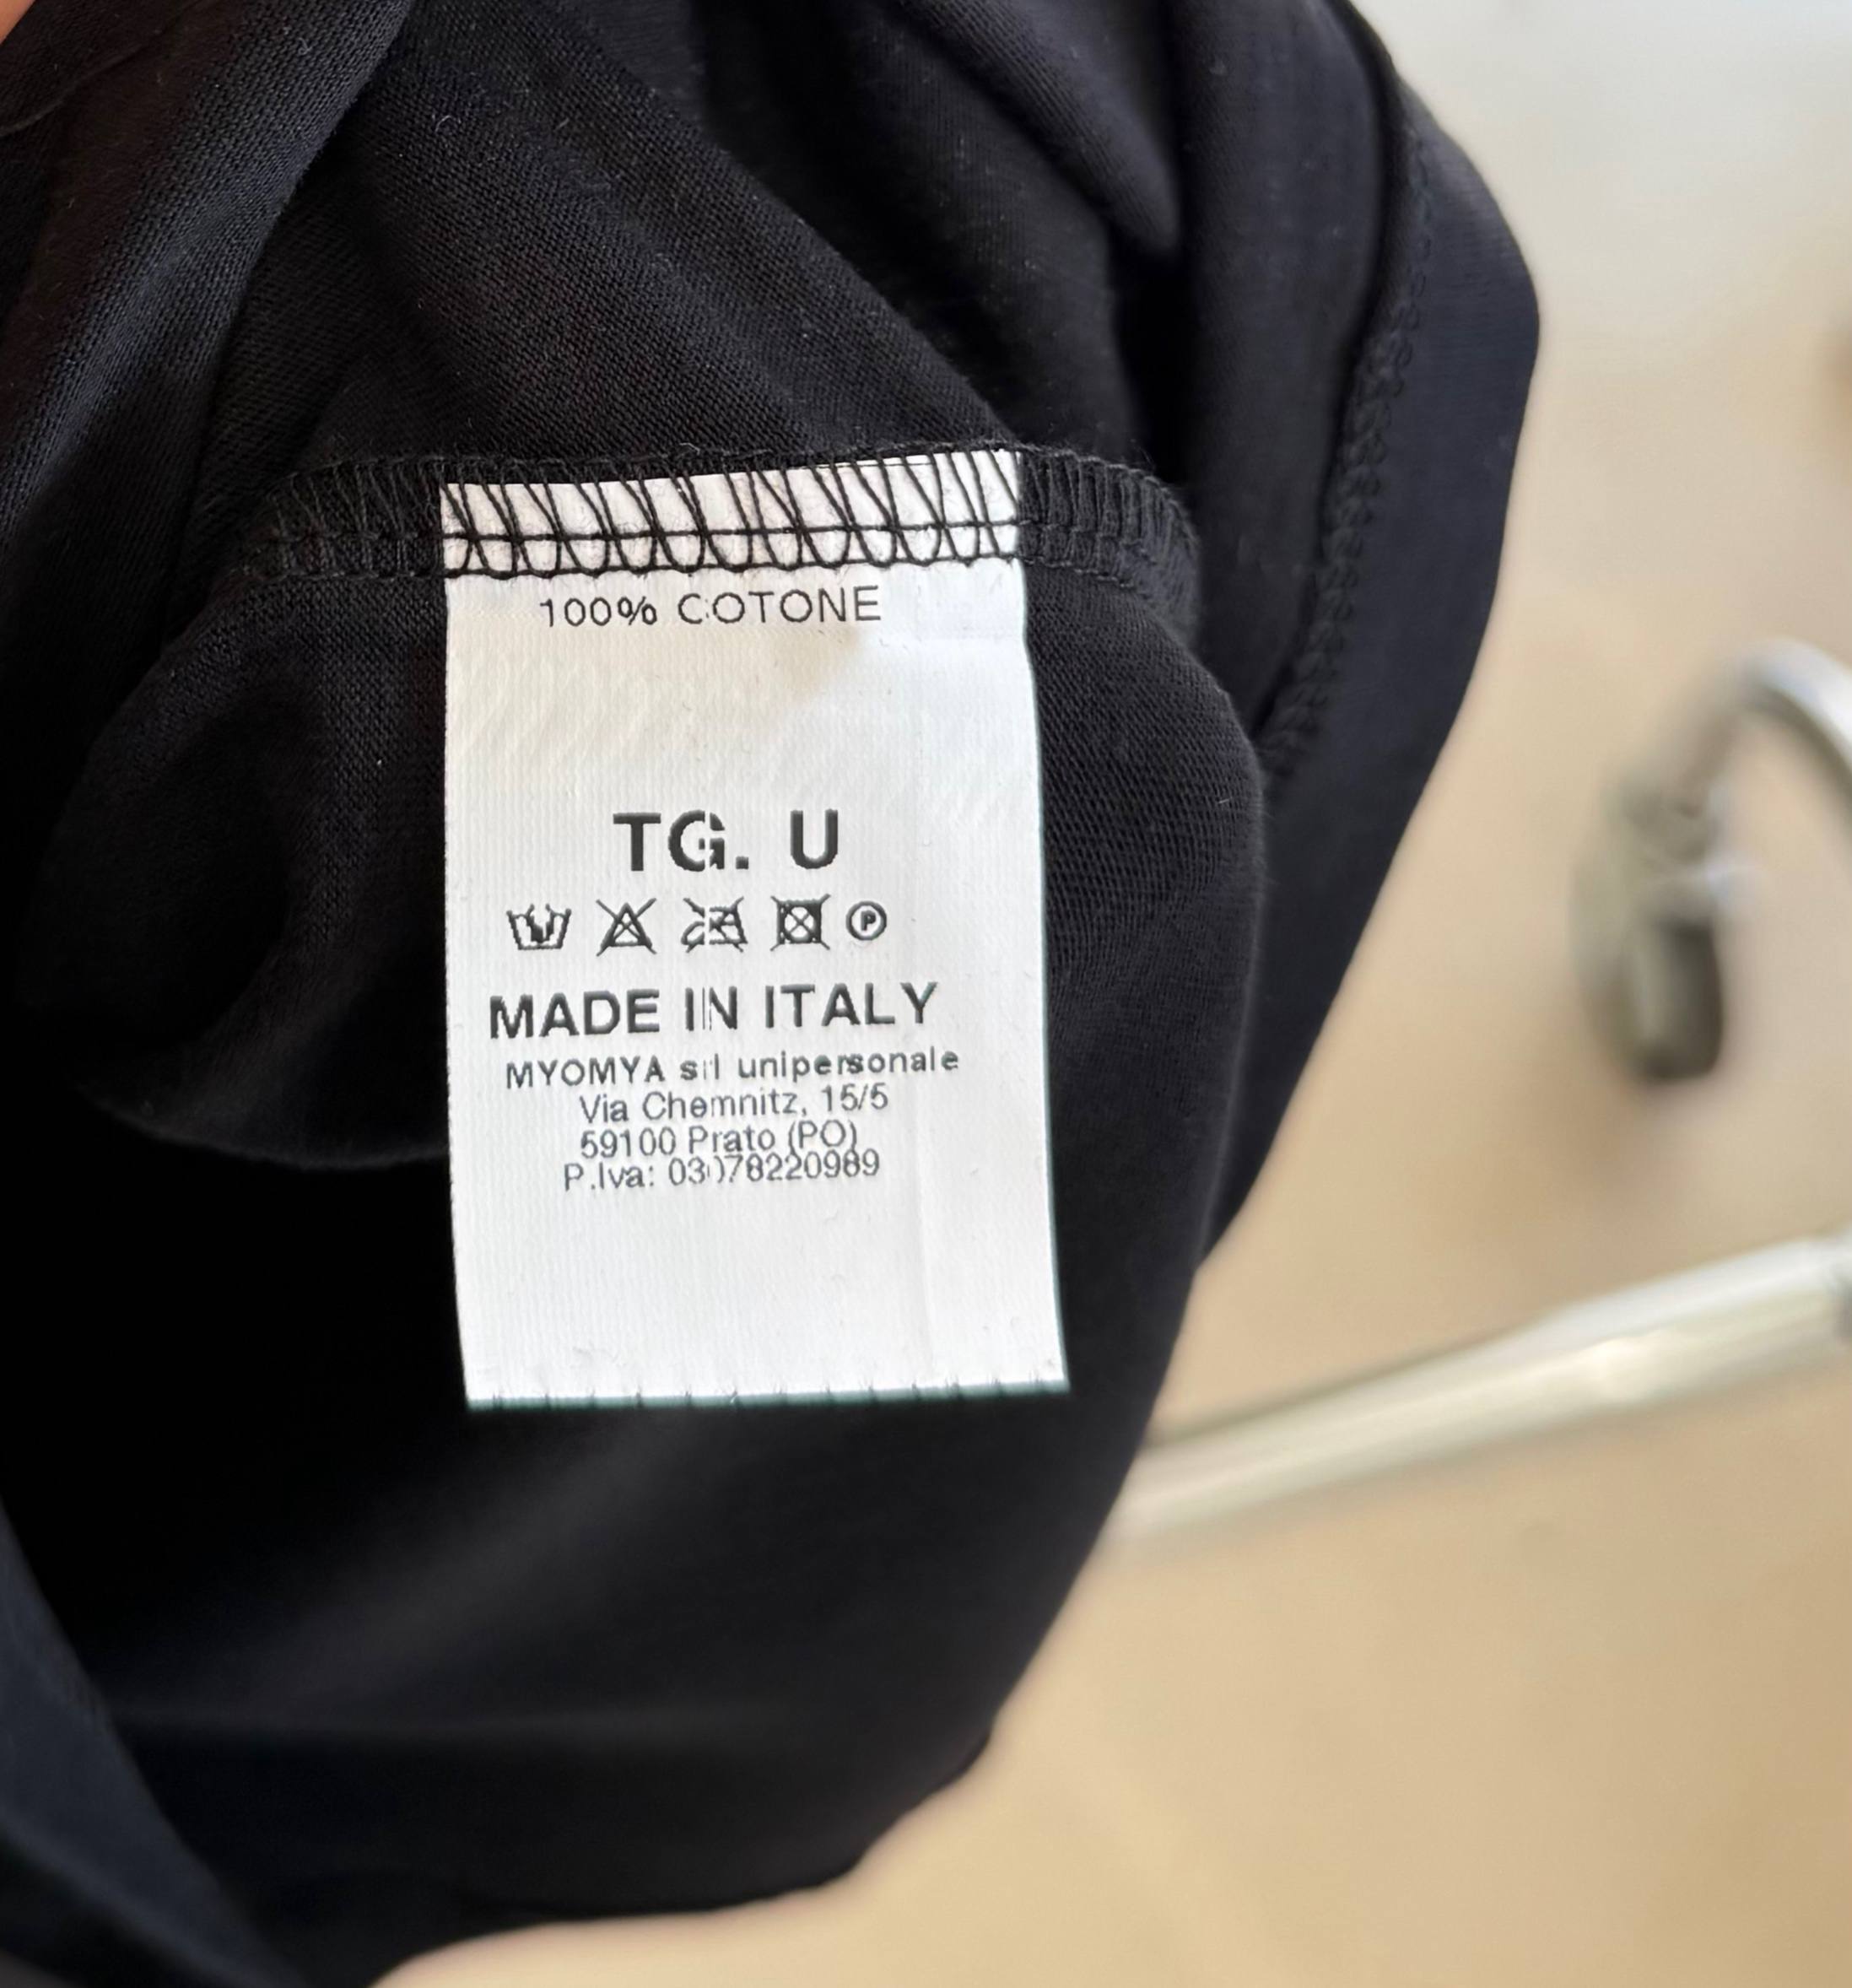 100% COTONE
TG. U
P
MADE IN ITALY
MYOMYA srl unipersonale
Via Chemnitz, 15/5
59100 Prato (PO)
P.Iva: 03078220989